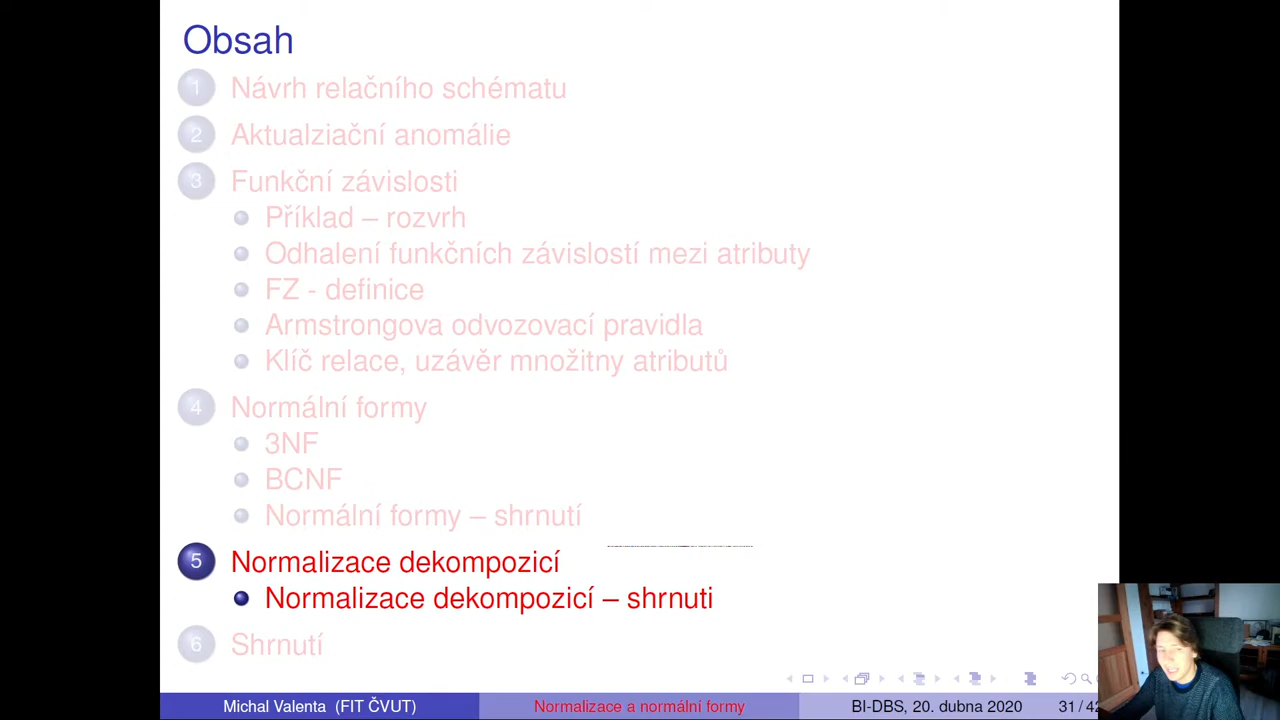 Obsah
1 Návrh relačního schématu
2 Aktualziační anomálie
3 Funkční závislosti
Příklad – rozvrh
Odhalení funkčních závislostí mezi atributy
FZ - definice
Armstrongova odvozovací pravidla
Klíč relace, uzávěr množitny atributů
4 Normální formy
3NF
BCNF
Normální formy – shrnutí
5 Normalizace dekompozicí
Normalizace dekompozicí – shrnuti
6 Shrnutí
Michal Valenta (FIT ČVUT) Normalizace a normální formy BI-DBS, 20. dubna 2020 31 / 42